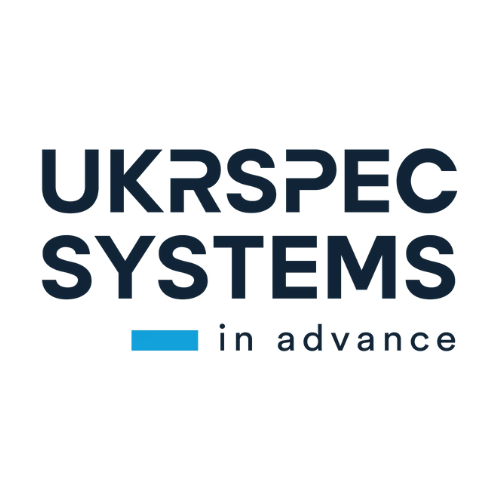 UKRSPEC
SYSTEMS
in advance